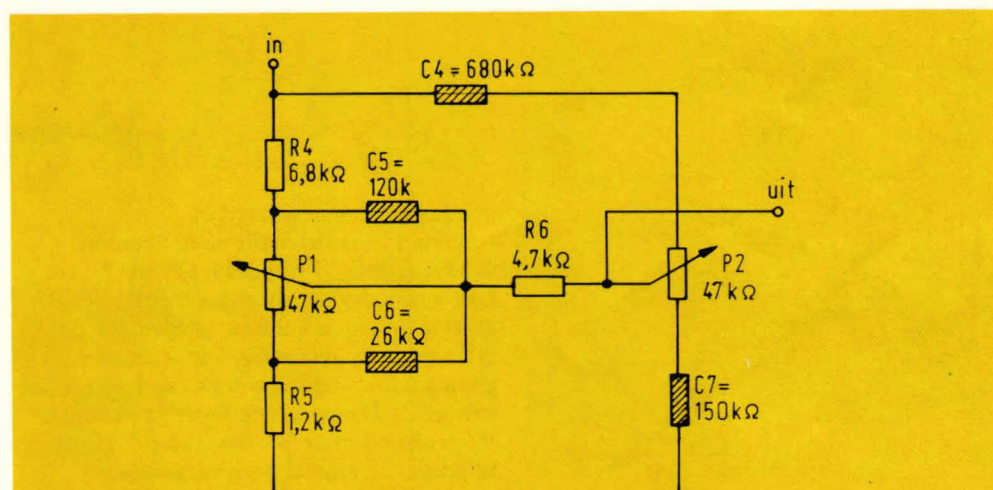 in
C4 = 680kΩ
R4
6,8kΩ
C5 =
120k
uit
R6
4,7kΩ
P1
47kΩ
P2
47kΩ
C6 =
26kΩ
R5
1,2kΩ
C7 =
150kΩ